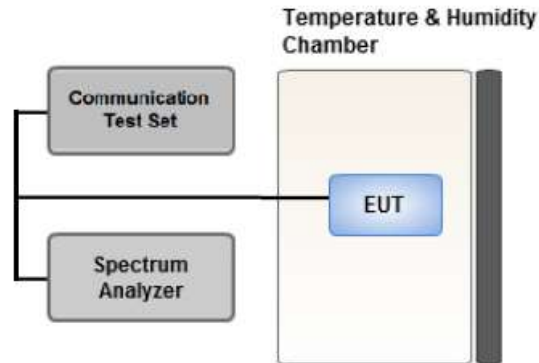 Temperature & Humidity
Chamber
Communication
Test Set
EUT
Spectrum
Analyzer